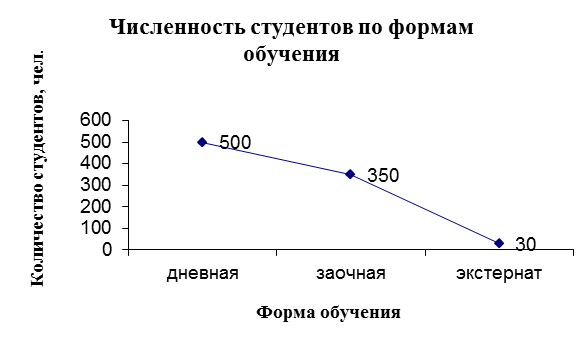 Численность студентов по формам
обучения
Количество студентов, чел.
600
500
400
300
200
100
0
500
350
30
дневная заочная экстернат
Форма обучения